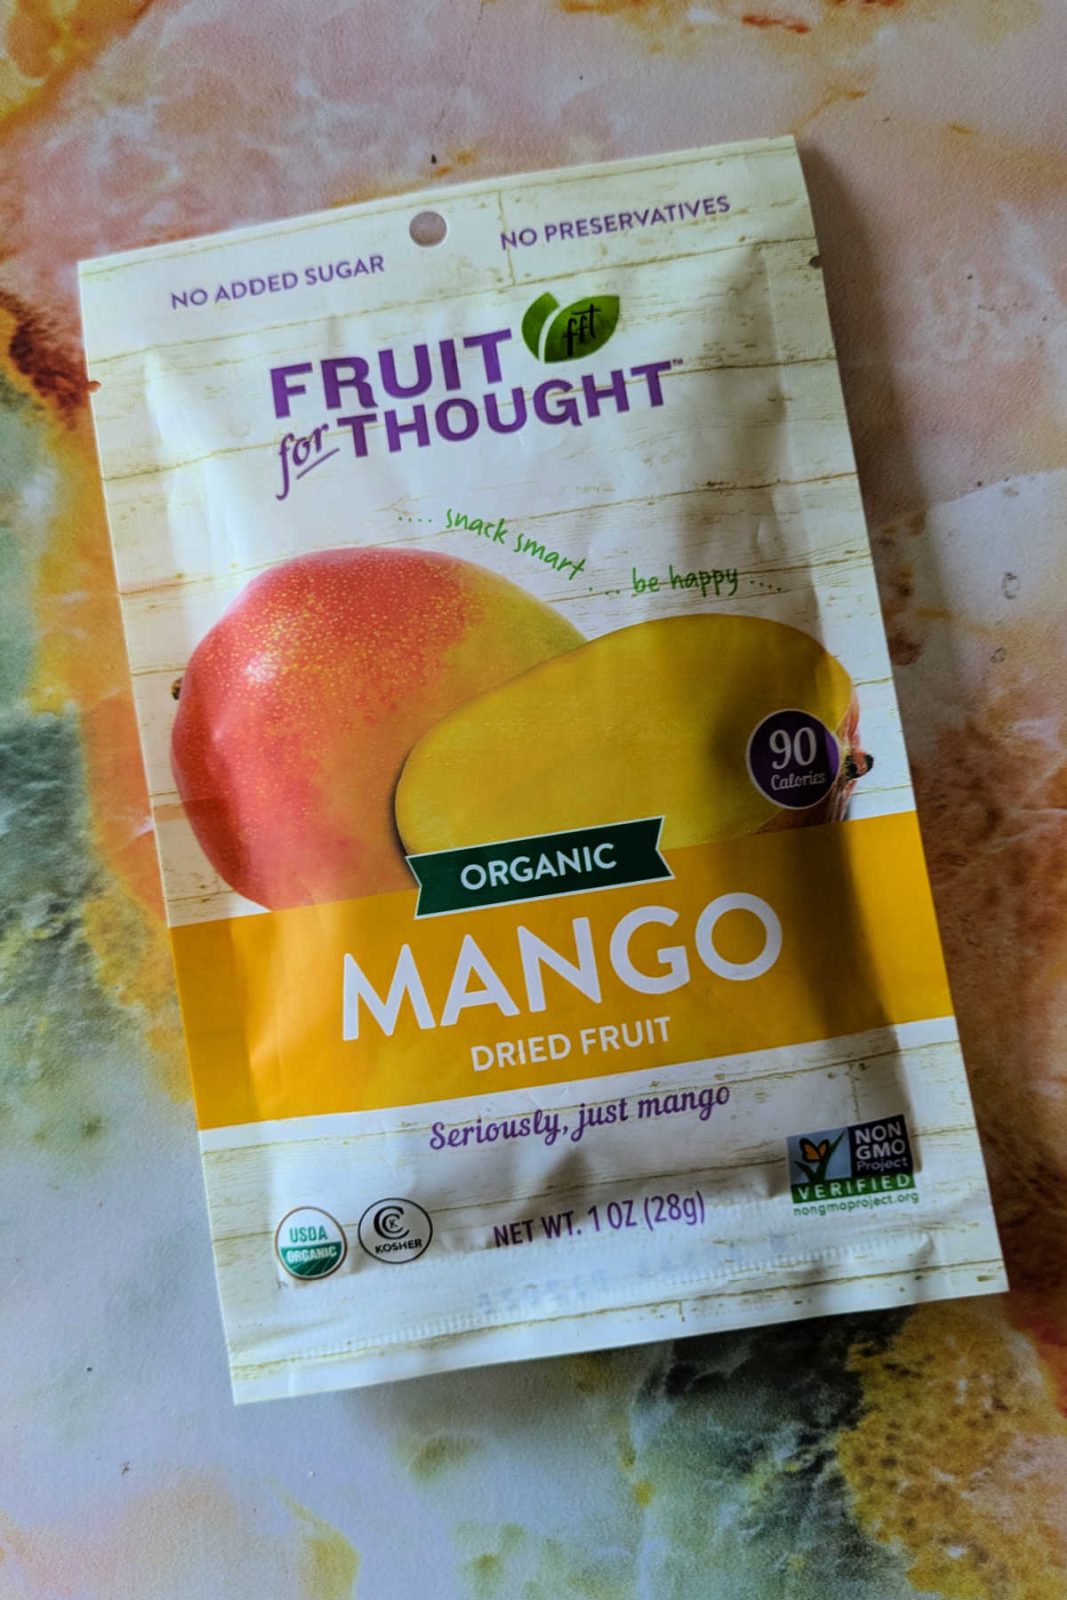 NO ADDED SUGAR
NO PRESERVATIVES
fft
FRUIT
for THOUGHT™
.... snack smart ... be happy ....
90
Calories
ORGANIC
MANGO
DRIED FRUIT
Seriously, just mango
NON
GMO
Project
VERIFIED
nongmoproject.org
USDA
ORGANIC
K
KOSHER
NET WT. 1 OZ (28g)